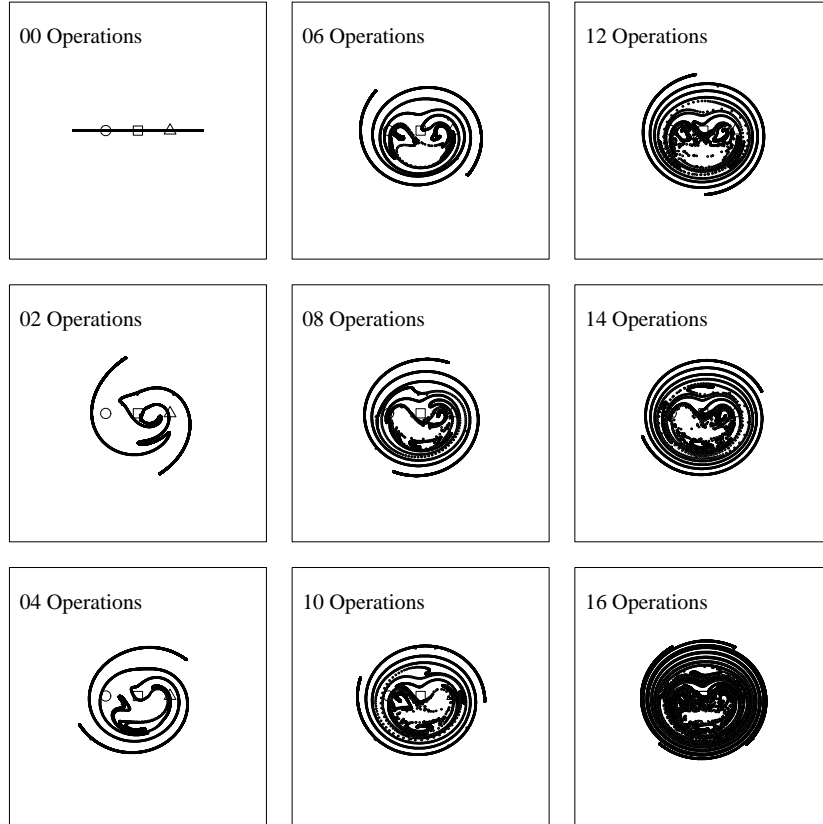 00 Operations
06 Operations
12 Operations
02 Operations
08 Operations
14 Operations
04 Operations
10 Operations
16 Operations